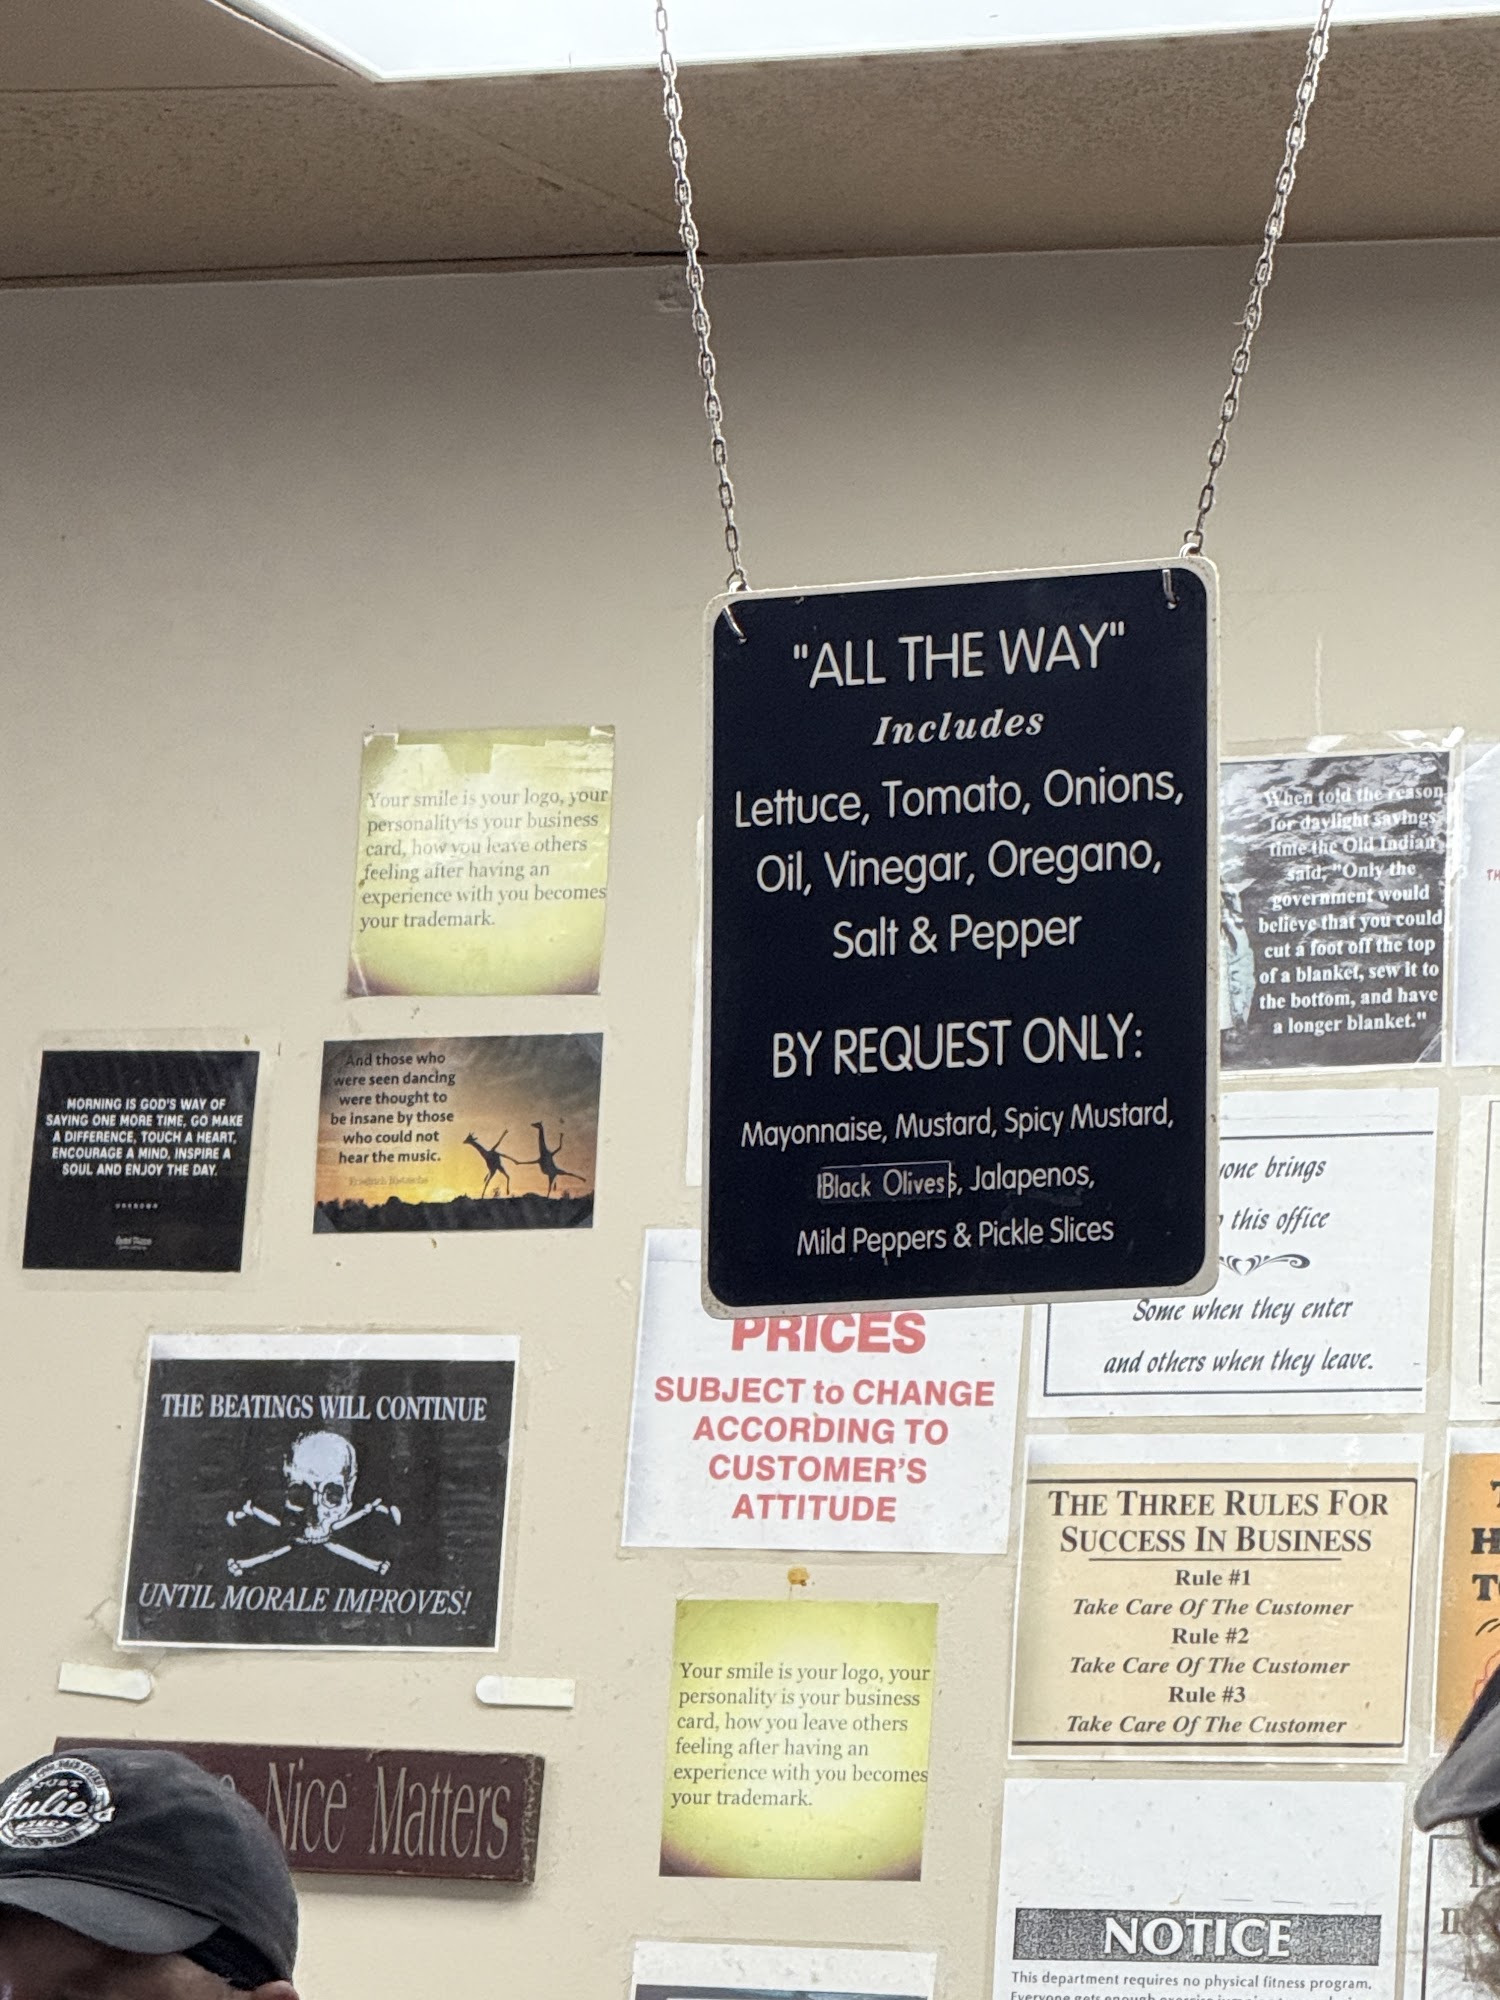 "ALL THE WAY"
Includes
Lettuce, Tomato, Onions,
Oil, Vinegar, Oregano,
Salt & Pepper
BY REQUEST ONLY:
Mayonnaise, Mustard, Spicy Mustard,
Black Olives, Jalapenos,
Mild Peppers & Pickle Slices
Your smile is your logo, your
personality is your business
card, how you leave others
feeling after having an
experience with you becomes
your trademark.
When told the reason
for daylight savings
time the Old Indian
said, "Only the
government would
believe that you could
cut a foot off the top
of a blanket, sew it to
the bottom, and have
a longer blanket."
MORNING IS GOD'S WAY OF
SAYING ONE MORE TIME, GO MAKE
A DIFFERENCE, TOUCH A HEART,
ENCOURAGE A MIND, INSPIRE A
SOUL AND ENJOY THE DAY.
And those who
were seen dancing
were thought to
be insane by those
who could not
hear the music.
Friedrich Nietzsche
brings
this office
Some when they enter
and others when they leave.
THE BEATINGS WILL CONTINUE
UNTIL MORALE IMPROVES!
PRICES
SUBJECT to CHANGE
ACCORDING TO
CUSTOMER'S
ATTITUDE
THE THREE RULES FOR
SUCCESS IN BUSINESS
Rule #1
Take Care Of The Customer
Rule #2
Take Care Of The Customer
Rule #3
Take Care Of The Customer
Your smile is your logo, your
personality is your business
card, how you leave others
feeling after having an
experience with you becomes
your trademark.
Nice Matters
Julie's
NOTICE
This department requires no physical fitness program.